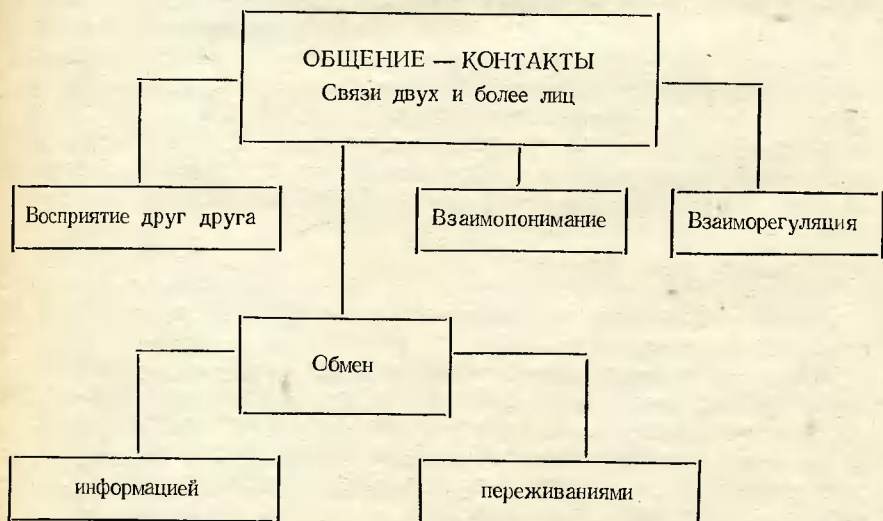 ОБЩЕНИЕ — КОНТАКТЫ
Связи двух и более лиц
Восприятие друг друга
Взаимопонимание
Взаиморегуляция
Обмен
информацией
переживаниями